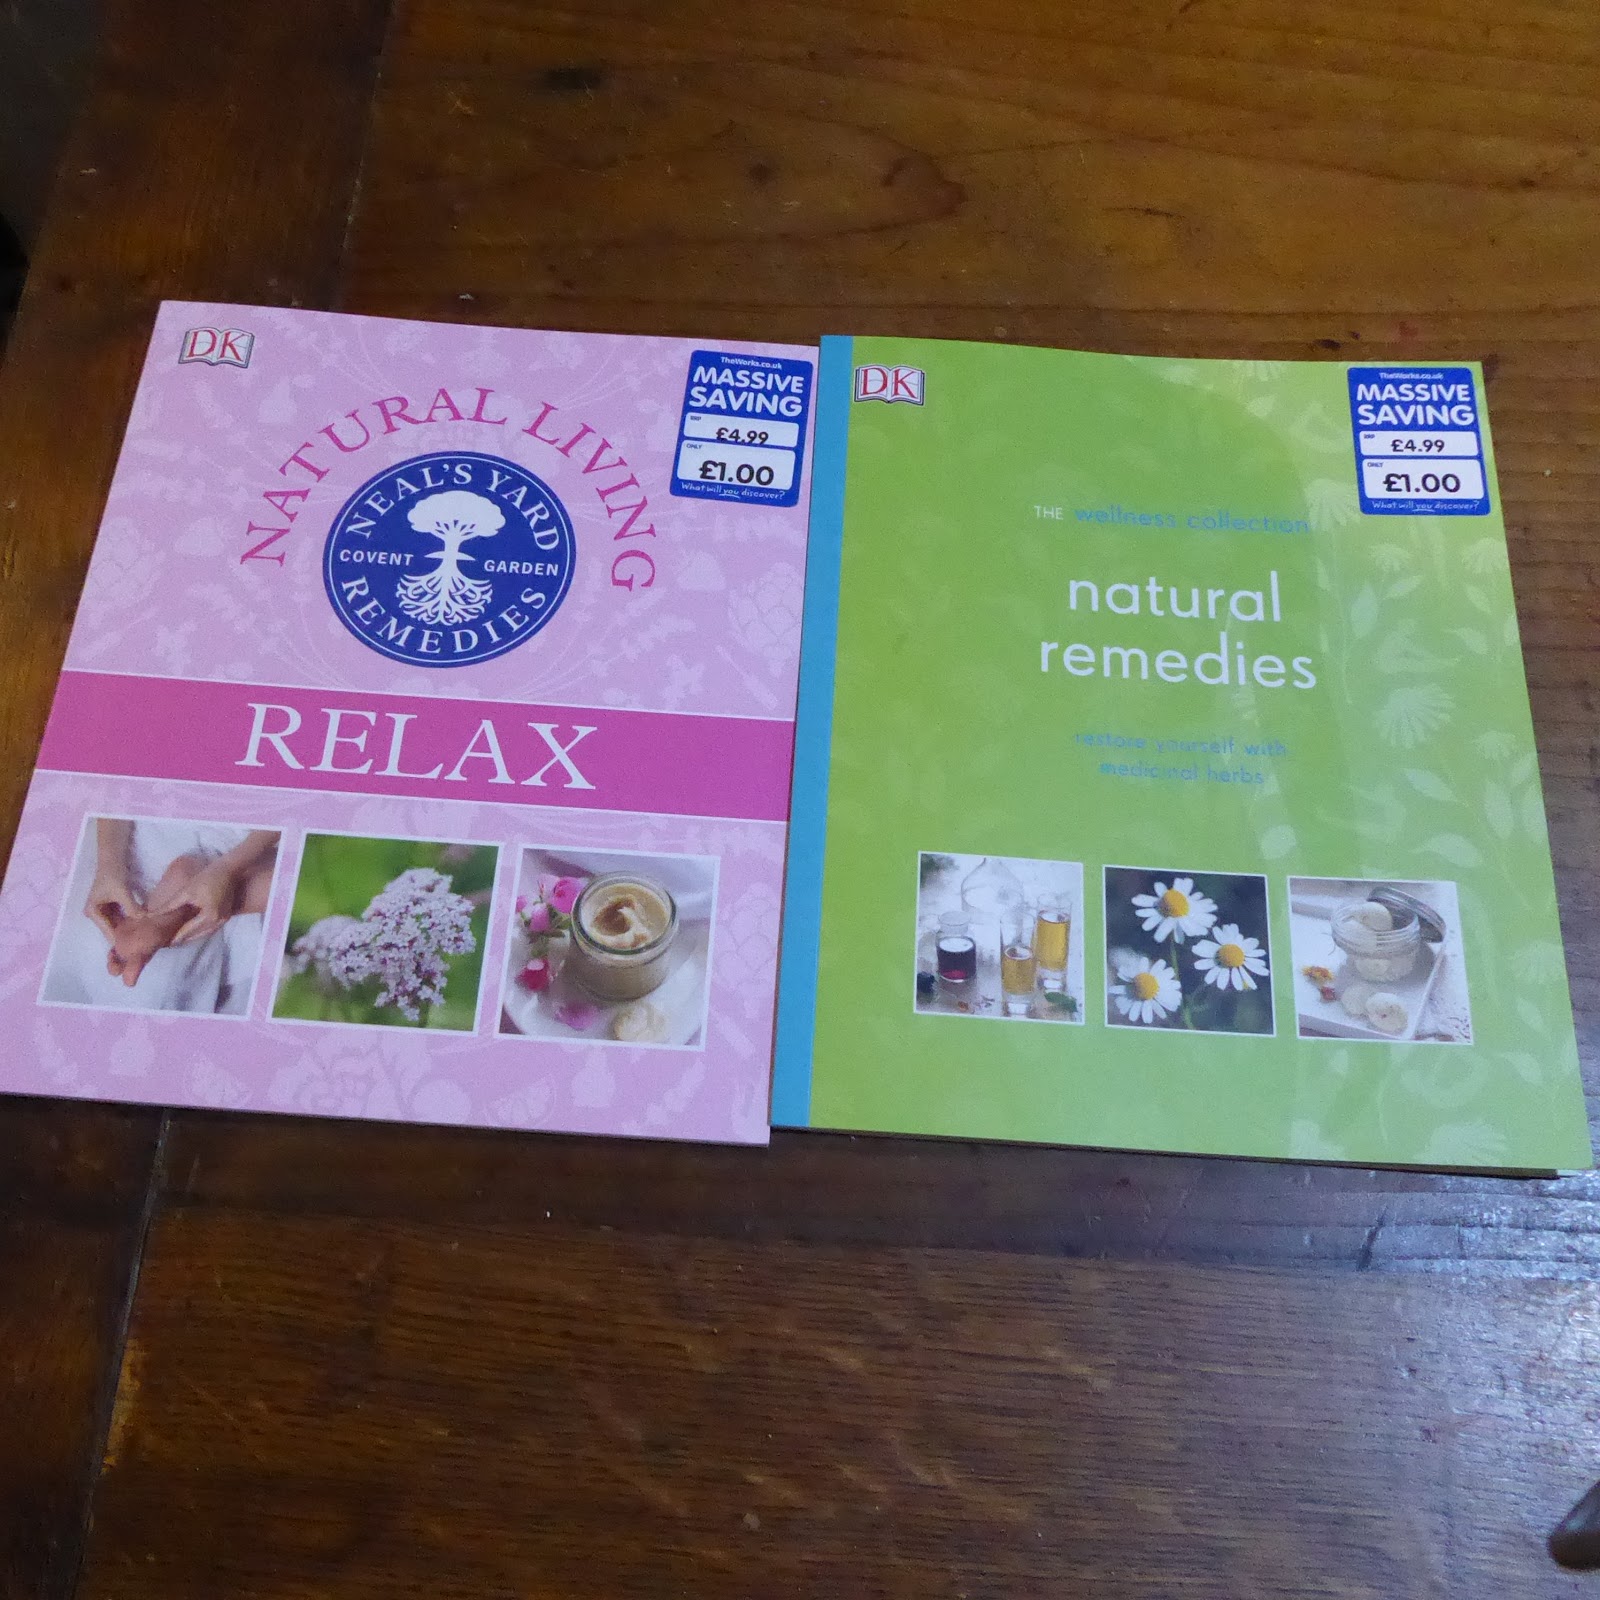 DK
NATURAL LIVING
NEAL'S YARD
COVENT GARDEN
REMEDIES
RELAX
TheWorks.co.uk
MASSIVE
SAVING
RRP
£4.99
ONLY
£1.00
What will you discover?
DK
THE wellness collection
natural
remedies
restore yourself with
medicinal herbs
TheWorks.co.uk
MASSIVE
SAVING
RRP
£4.99
ONLY
£1.00
What will you discover?